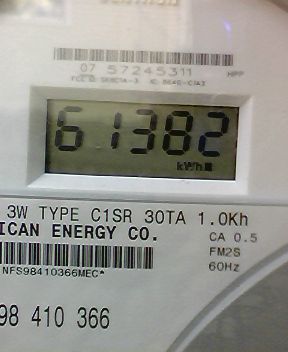 07 57245311 HPP
61382
kWh
3W TYPE C1SR 30TA 1.0Kh
ICAN ENERGY CO.
CA 0.5
FM2S
NFS98410366MEC*
60Hz
98 410 366